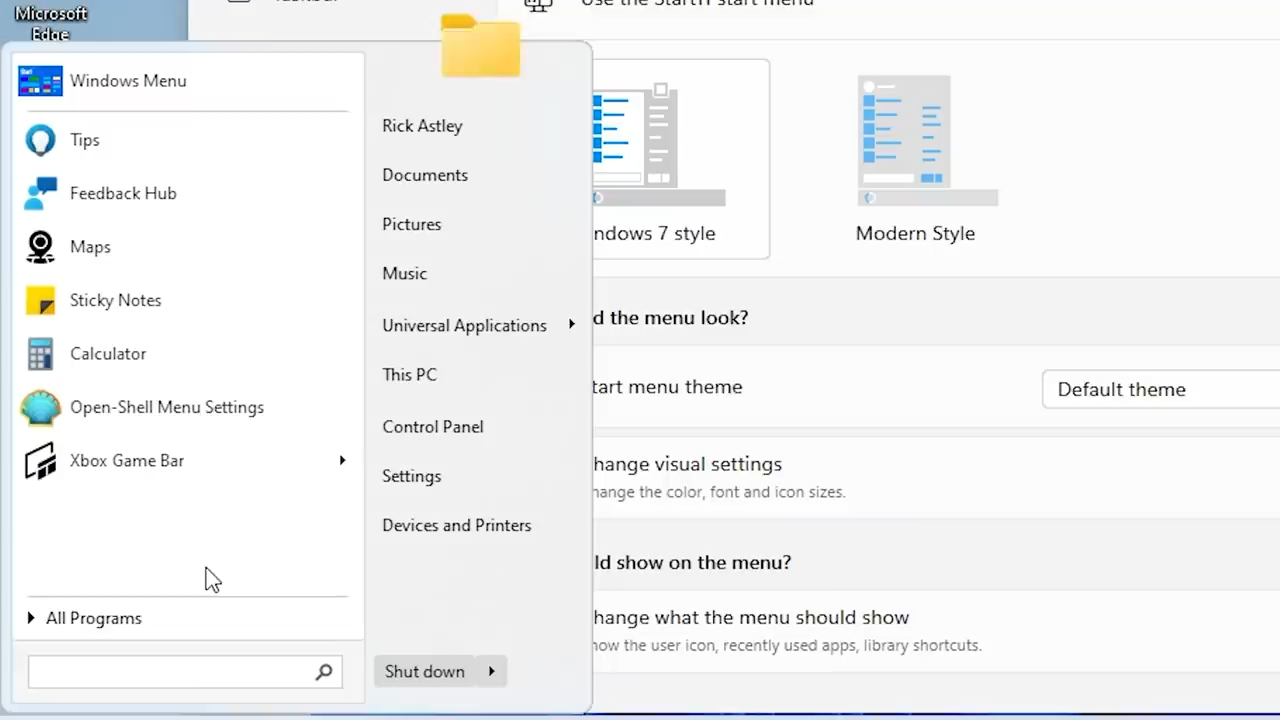 Microsoft
Edge
Use the Start11 start menu
Windows Menu
Tips
Feedback Hub
Maps
Sticky Notes
Calculator
Open-Shell Menu Settings
Xbox Game Bar
All Programs
Rick Astley
Documents
Pictures
Music
Universal Applications
This PC
Control Panel
Settings
Devices and Printers
Shut down
ndows 7 style
Modern Style
d the menu look?
tart menu theme
Default theme
hange visual settings
hange the color, font and icon sizes.
ld show on the menu?
hange what the menu should show
how the user icon, recently used apps, library shortcuts.